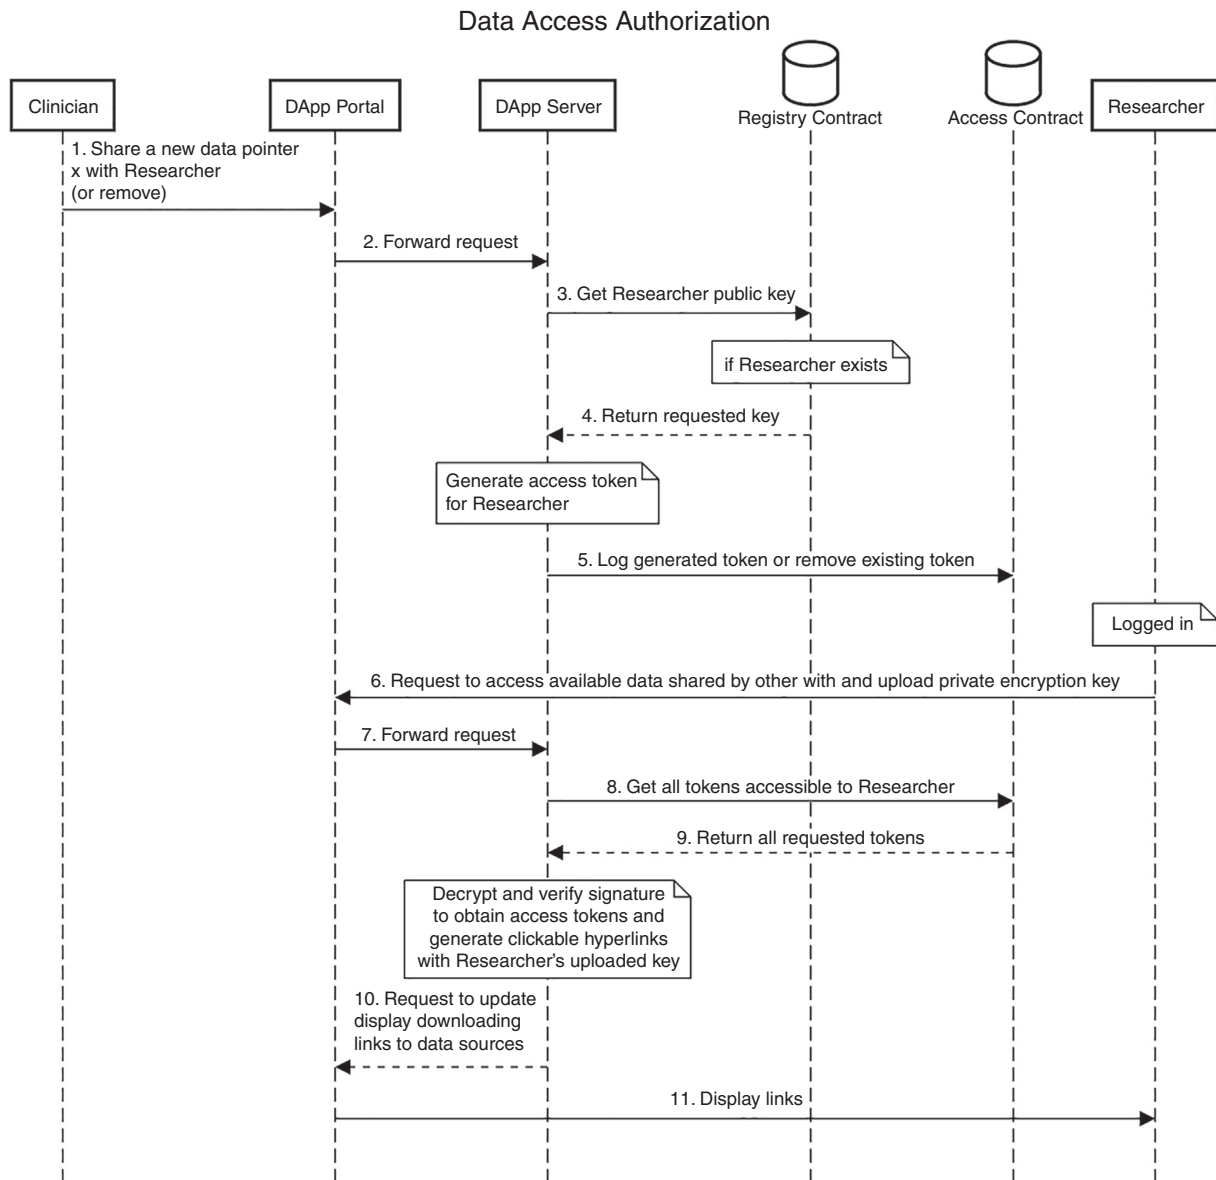 Data Access Authorization
Clinician
DApp Portal
DApp Server
Registry Contract
Access Contract
Researcher
1. Share a new data pointer
x with Researcher
(or remove)
2. Forward request
3. Get Researcher public key
if Researcher exists
4. Return requested key
Generate access token
for Researcher
5. Log generated token or remove existing token
Logged in
6. Request to access available data shared by other with and upload private encryption key
7. Forward request
8. Get all tokens accessible to Researcher
9. Return all requested tokens
Decrypt and verify signature
to obtain access tokens and
generate clickable hyperlinks
with Researcher's uploaded key
10. Request to update
display downloading
links to data sources
11. Display links